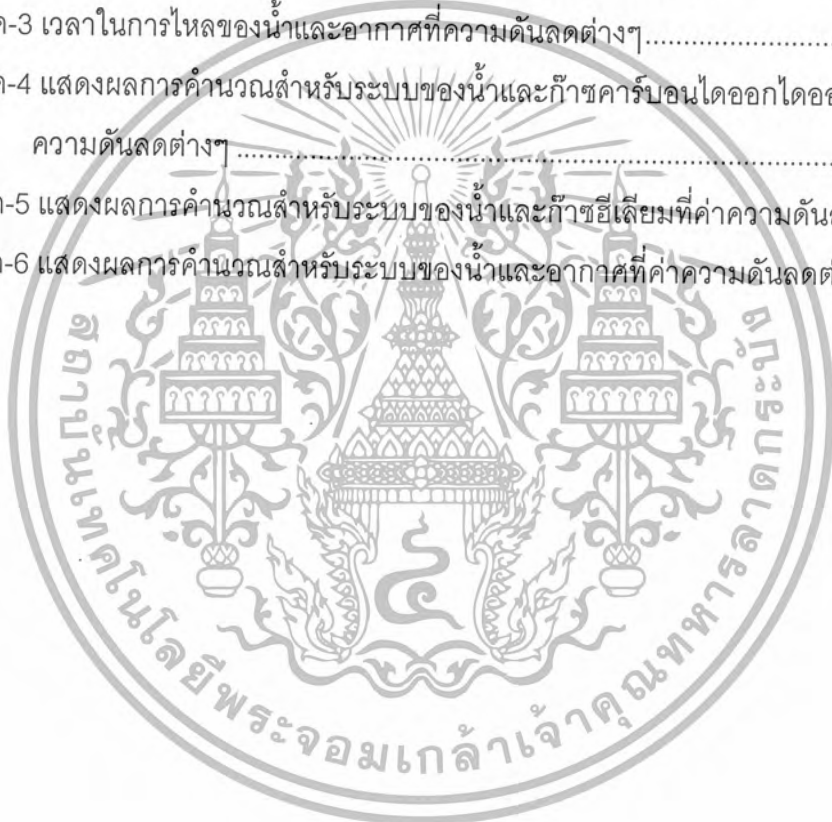 -3 เวลาในการไหลของน้ำและอากาศที่ความดันลดต่างๆ..............................
-4 แสดงผลการคำนวณสำหรับระบบของน้ำและก๊าซคาร์บอนไดออกไดออ
ความดันลดต่างๆ ..............................
-5 แสดงผลการคำนวณสำหรับระบบของน้ำและก๊าซฮีเลียมที่ค่าความดัน
-6 แสดงผลการคำนวณสำหรับระบบของน้ำและอากาศที่ค่าความดันลดต่
สถาบันเทคโนโลยีพระจอมเกล้าเจ้าคุณทหารลาดกระบัง